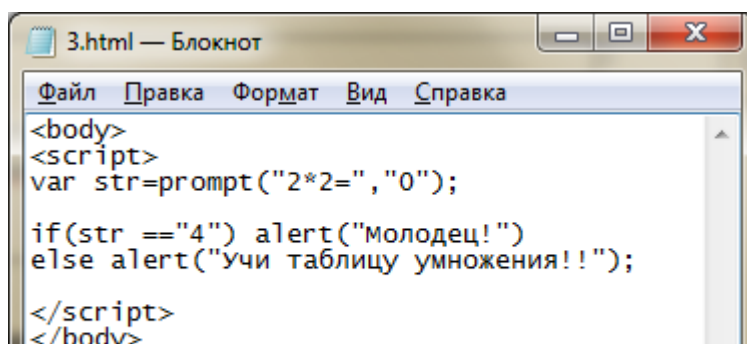 3.html — Блокнот
Файл Правка Формат Вид Справка
<body>
<script>
var str=prompt("2*2=","0");
if(str =="4") alert("Молодец!")
else alert("Учи таблицу умножения!!");
</script>
</body>